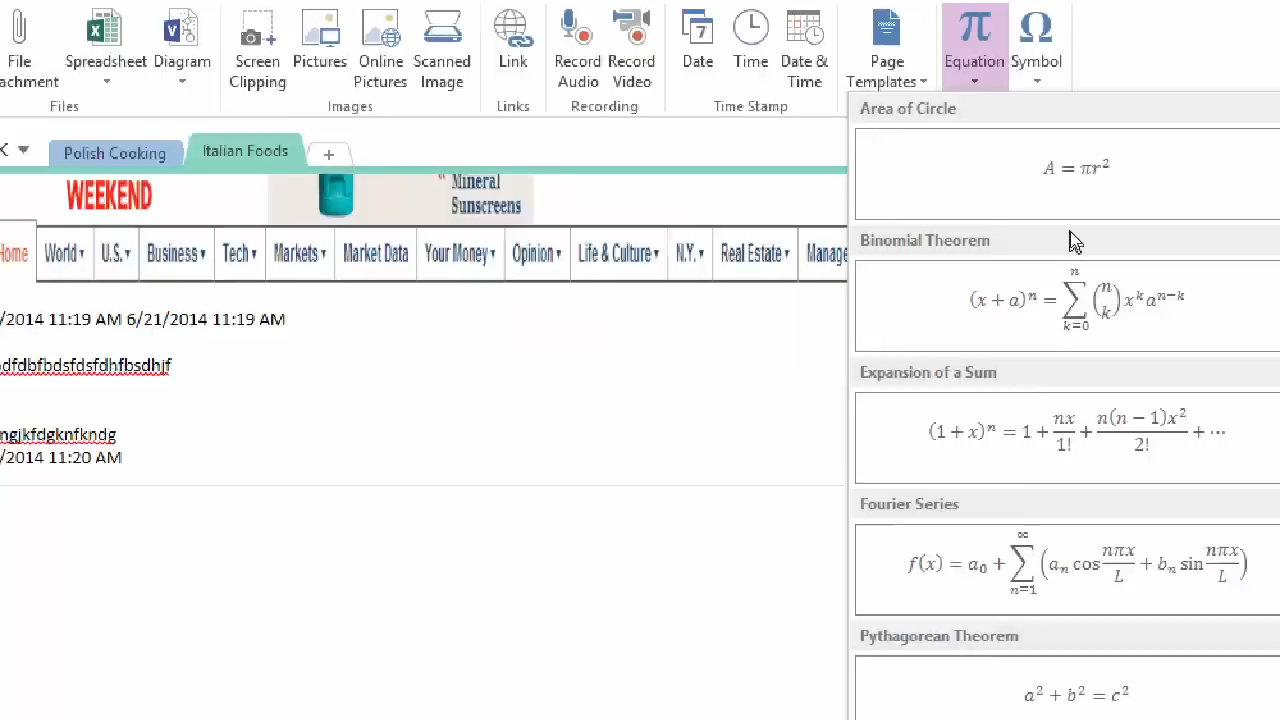 File Spreadsheet Diagram Screen Pictures Online Scanned Link Record Record Date Time Date & Page Equation Symbol
achment Clipping Pictures Image Audio Video Time Templates
Files Images Links Recording Time Stamp
Area of Circle
A = πr²
Polish Cooking Italian Foods +
WEEKEND
Mineral
Sunscreens
Home World U.S. Business Tech Markets Market Data Your Money Opinion Life & Culture N.Y. Real Estate Manage
Binomial Theorem
(x + a)ⁿ = ∑ₖ₌₀ⁿ (n k) xᵏaⁿ⁻ᵏ
/2014 11:19 AM 6/21/2014 11:19 AM
dfdbfbdsfdsfdhfbsdhjf
Expansion of a Sum
(1 + x)ⁿ = 1 + nx/1! + n(n − 1)x²/2! + ⋯
ngjkfdgknfkndg
/2014 11:20 AM
Fourier Series
f(x) = a₀ + ∑ₙ₌₁^∞ (aₙ cos nπx/L + bₙ sin nπx/L)
Pythagorean Theorem
a² + b² = c²